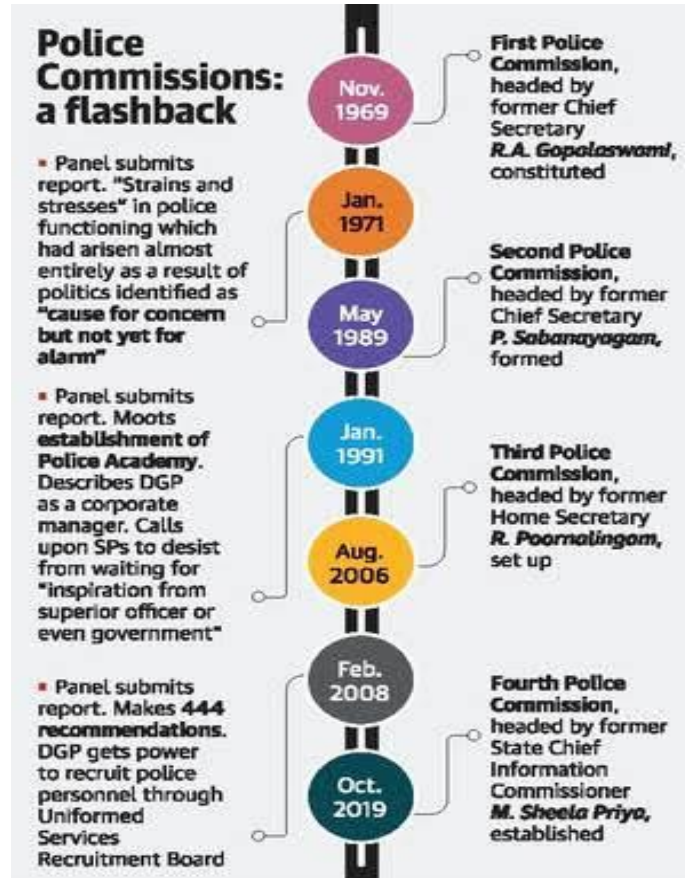 Police
Commissions:
a flashback
Nov.
1969
First Police
Commission,
headed by
former Chief
Secretary
R.A. Gopalaswami,
constituted
Jan.
1971
▪ Panel submits
report. "Strains and
stresses" in police
functioning which
had arisen almost
entirely as a result of
politics identified as
"cause for concern
but not yet for
alarm"
May
1989
Second Police
Commission,
headed by former
Chief Secretary
P. Sabanayagam,
formed
Jan.
1991
▪ Panel submits
report. Moots
establishment of
Police Academy.
Describes DGP
as a corporate
manager. Calls
upon SPs to desist
from waiting for
"inspiration from
superior officer or
even government"
Aug.
2006
Third Police
Commission,
headed by former
Home Secretary
R. Poornalingam,
set up
Feb.
2008
▪ Panel submits
report. Makes 444
recommendations.
DGP gets power
to recruit police
personnel through
Uniformed
Services
Recruitment Board
Oct.
2019
Fourth Police
Commission,
headed by former
State Chief
Information
Commissioner
M. Sheela Priya,
established